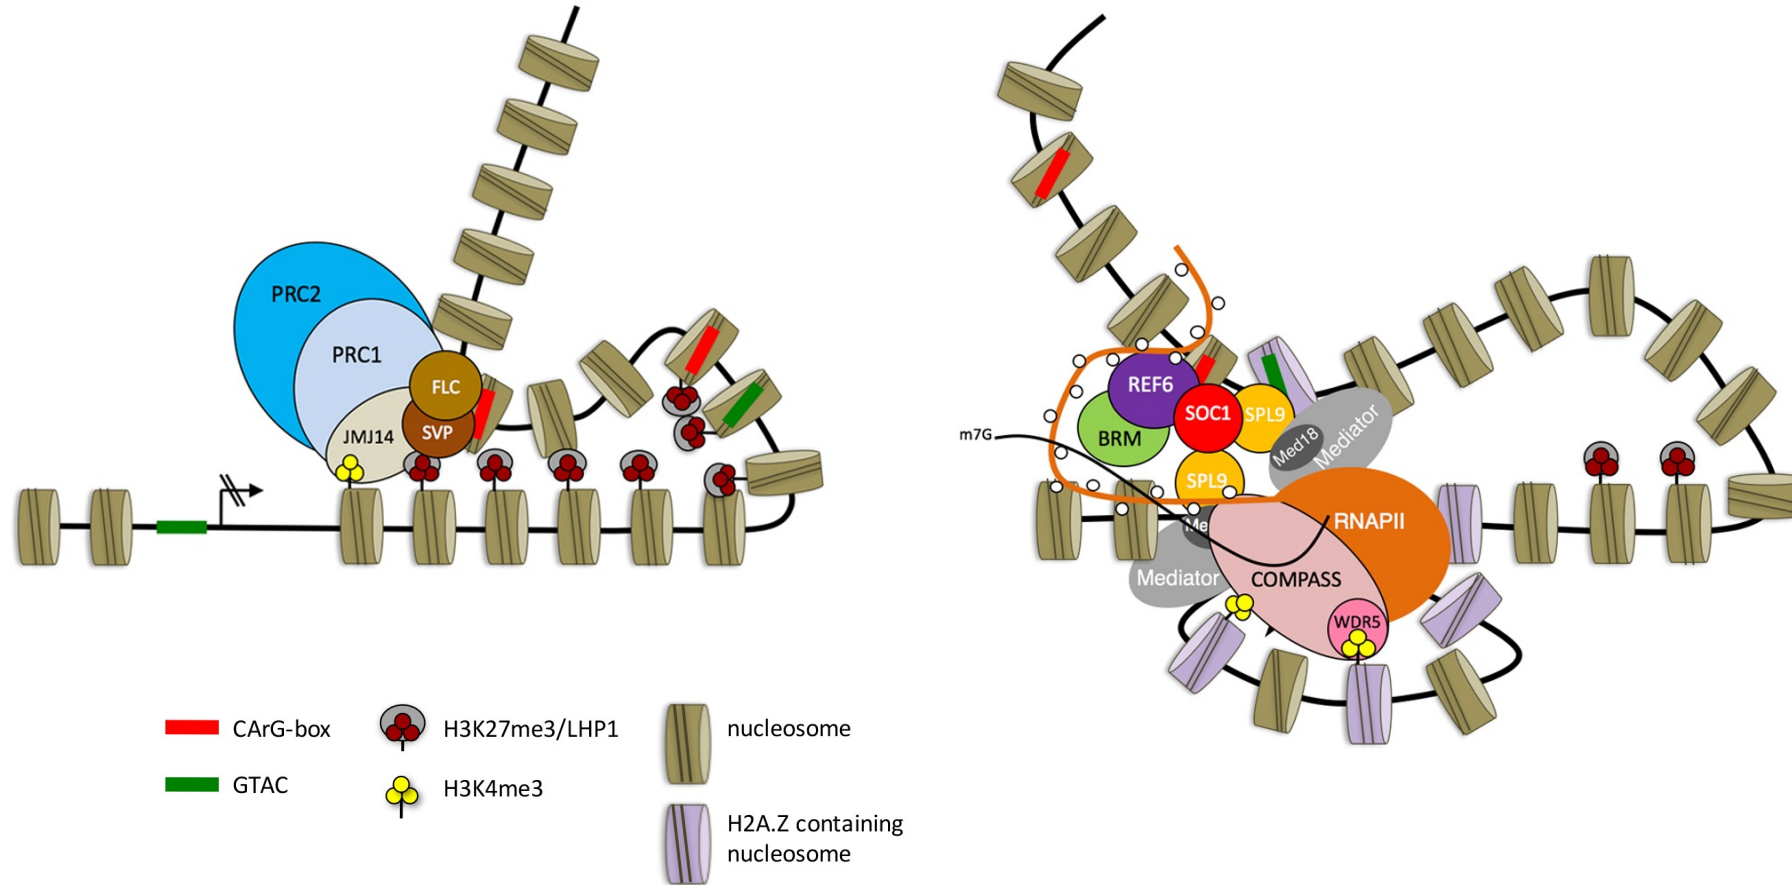 PRC2
PRC1
FLC
JMJ14
SVP
REF6
SOC1
SPL9
BRM
Med18
Mediator
m7G
SPL9
RNAPII
Me
Mediator
COMPASS
WDR5
CArG-box
GTAC
H3K27me3/LHP1
H3K4me3
nucleosome
H2A.Z containing
nucleosome